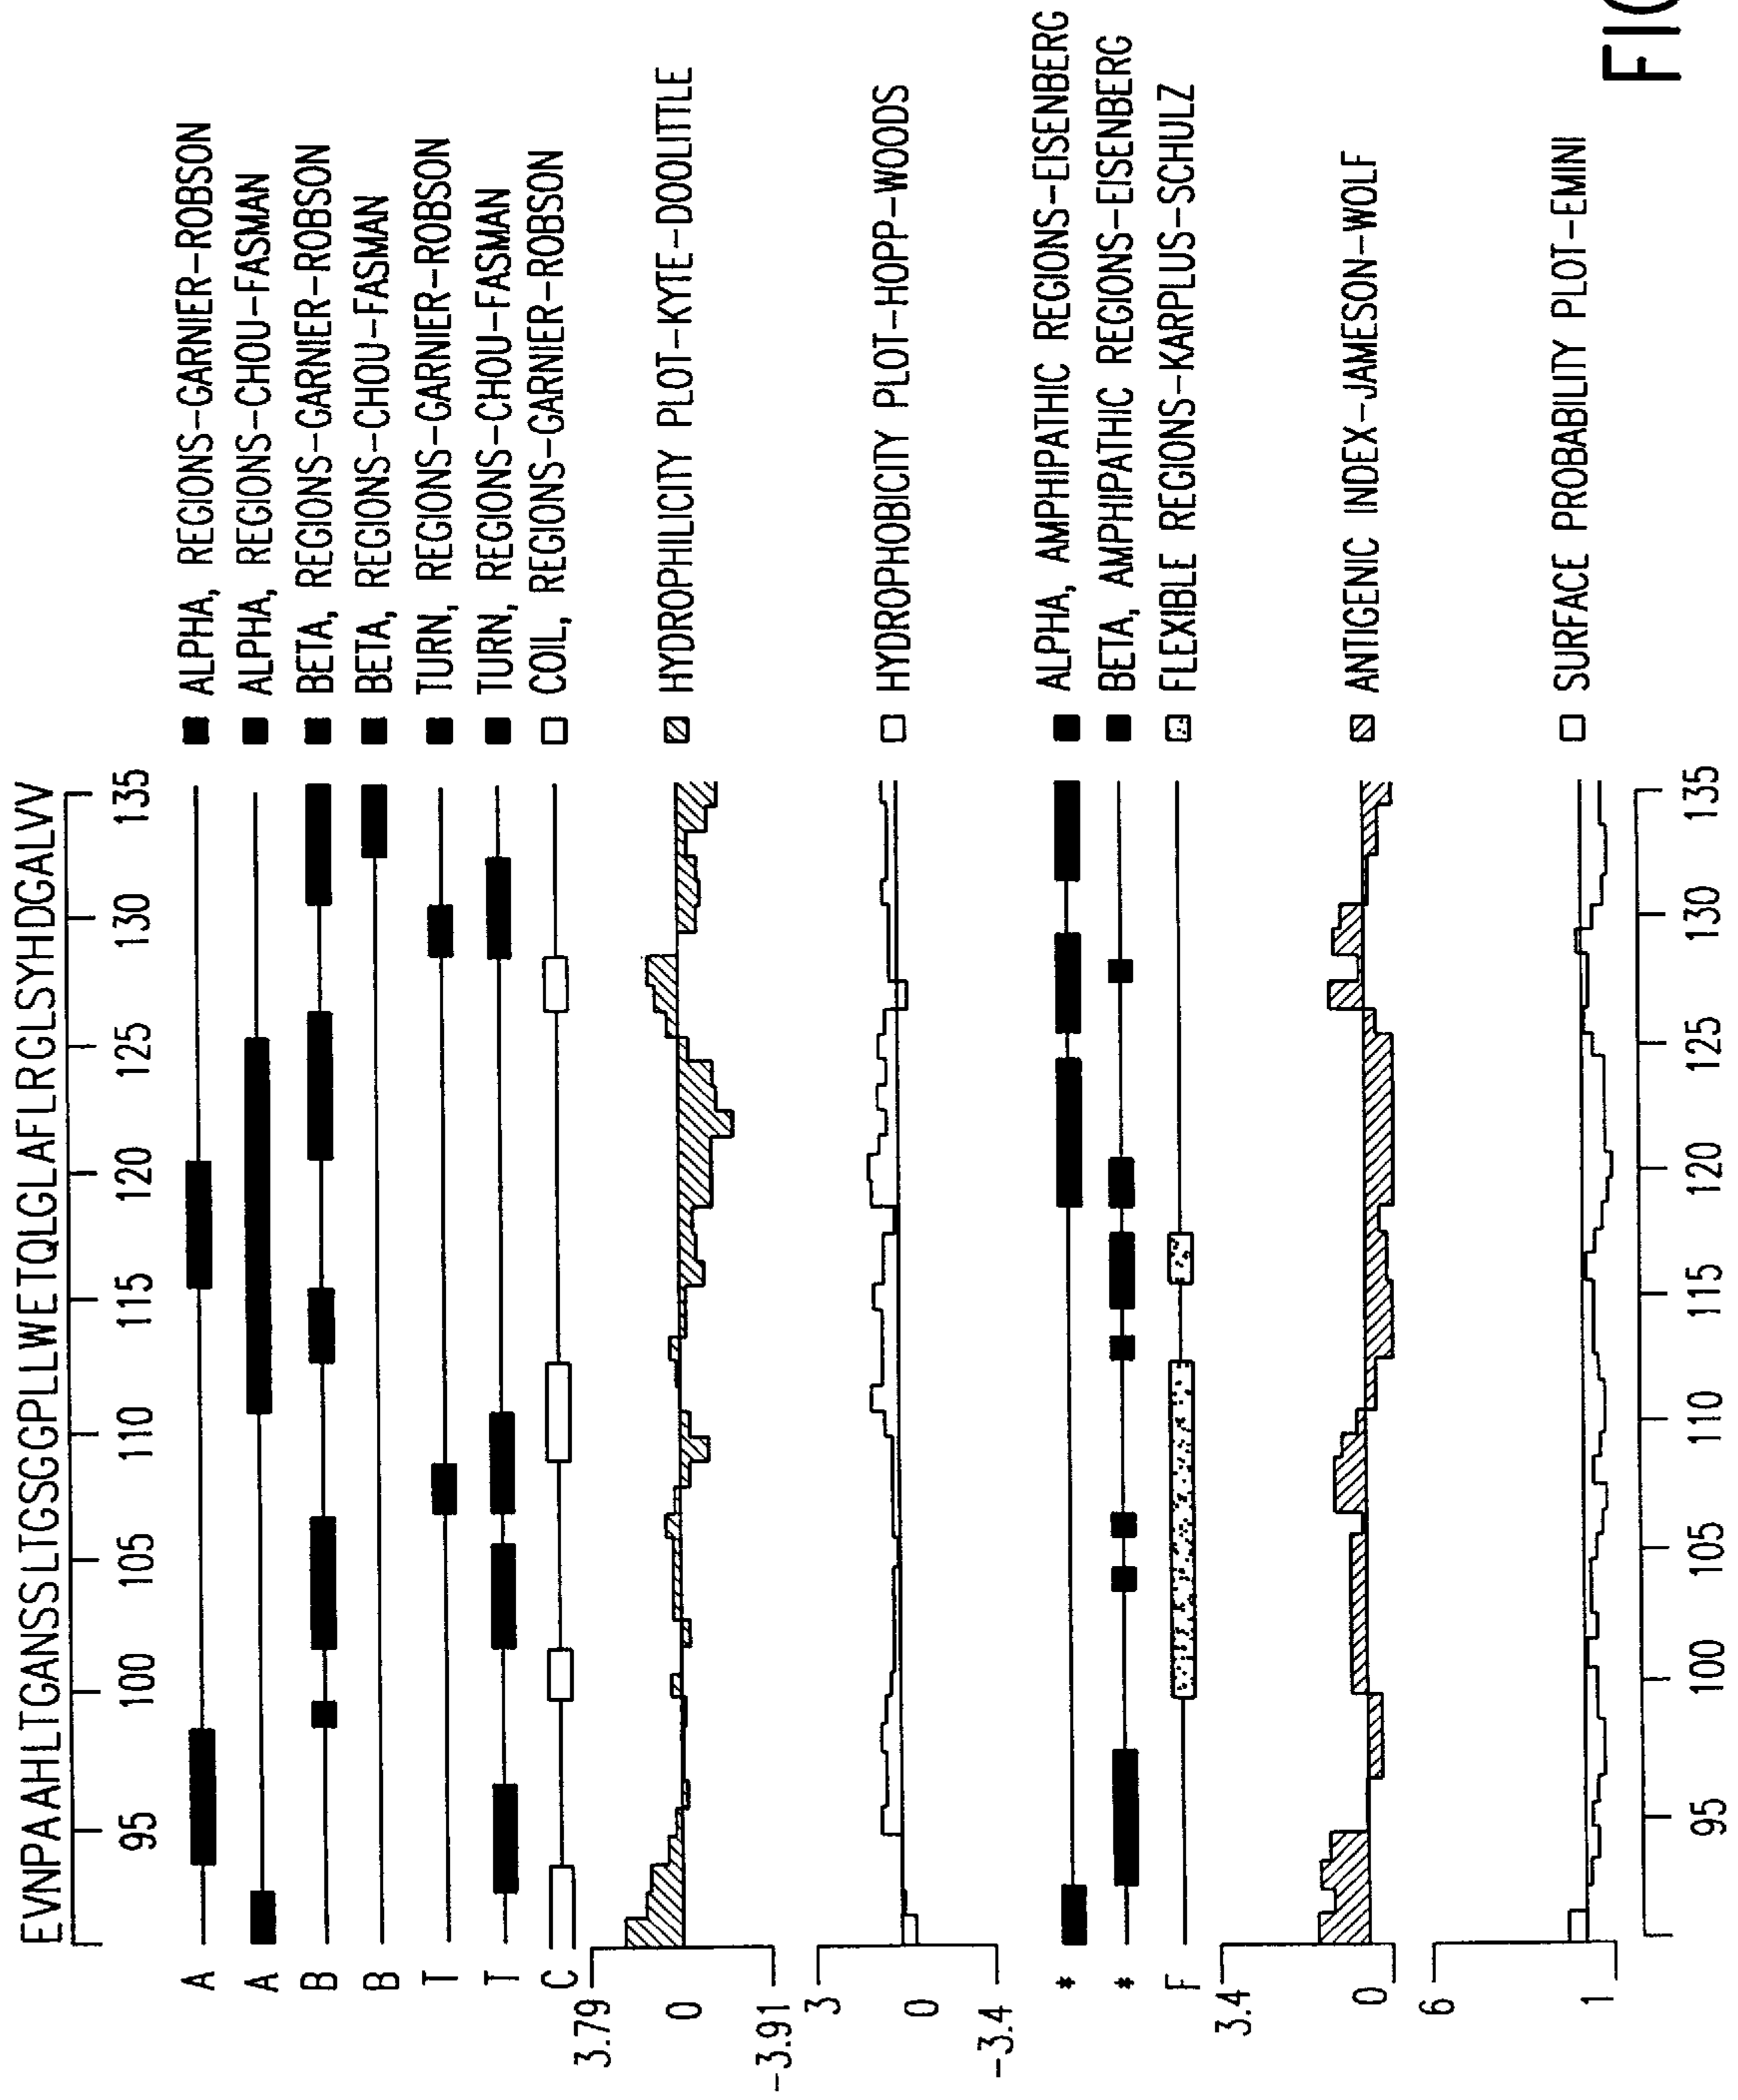 EVNPAAHLTGANSSLTGSGGPLLWETQLGLAFLRGLSYHDGALVV
95 100 105 110 115 120 125 130 135
A ALPHA, REGIONS-GARNIER-ROBSON
A ALPHA, REGIONS-CHOU-FASMAN
B BETA, REGIONS-GARNIER-ROBSON
B BETA, REGIONS-CHOU-FASMAN
T TURN, REGIONS-GARNIER-ROBSON
T TURN, REGIONS-CHOU-FASMAN
C COIL, REGIONS-GARNIER-ROBSON
3.79
0 HYDROPHILICITY PLOT-KYTE-DOOLITTLE
-3.91
3
0 HYDROPHOBICITY PLOT-HOPP-WOODS
-3.4
* ALPHA, AMPHIPATHIC REGIONS-EISENBERG
* BETA, AMPHIPATHIC REGIONS-EISENBERG
F FLEXIBLE REGIONS-KARPLUS-SCHULZ
3.4
0 ANTIGENIC INDEX-JAMESON-WOLF
6
1 SURFACE PROBABILITY PLOT-EMINI
95 100 105 110 115 120 125 130 135